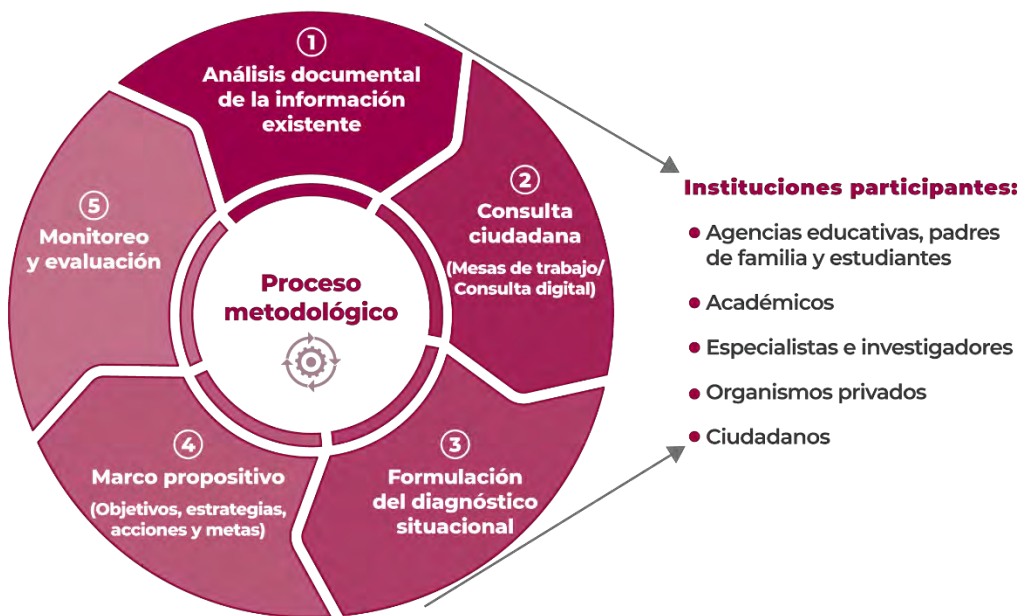 ①
Análisis documental
de la información
existente
②
Consulta
ciudadana
(Mesas de trabajo/
Consulta digital)
③
Formulación
del diagnóstico
situacional
④
Marco propositivo
(Objetivos, estrategias,
acciones y metas)
⑤
Monitoreo
y evaluación
Proceso
metodológico
Instituciones participantes:
• Agencias educativas, padres
de familia y estudiantes
• Académicos
• Especialistas e investigadores
• Organismos privados
• Ciudadanos